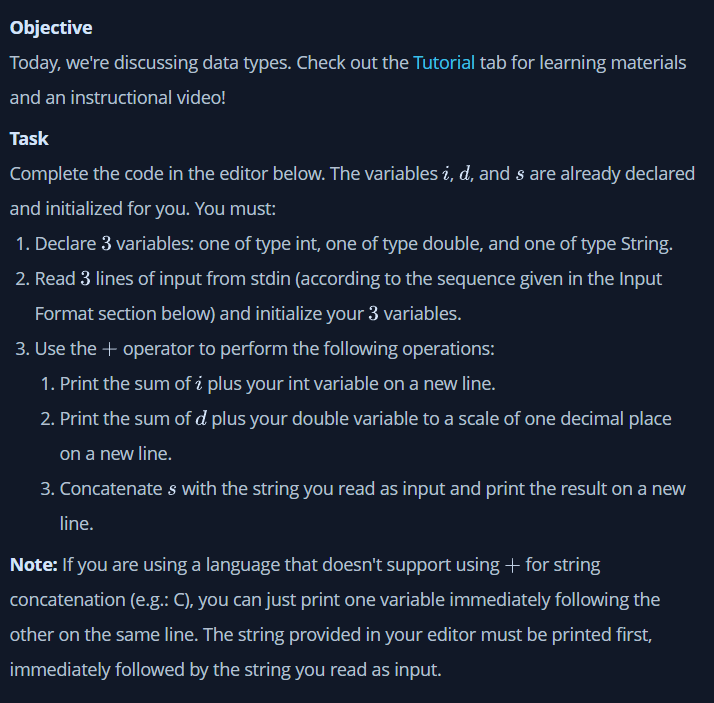 Objective
Today, we're discussing data types. Check out the Tutorial tab for learning materials
and an instructional video!
Task
Complete the code in the editor below. The variables i, d, and s are already declared
and initialized for you. You must:
1. Declare 3 variables: one of type int, one of type double, and one of type String.
2. Read 3 lines of input from stdin (according to the sequence given in the Input
Format section below) and initialize your 3 variables.
3. Use the + operator to perform the following operations:
1. Print the sum of i plus your int variable on a new line.
2. Print the sum of d plus your double variable to a scale of one decimal place
on a new line.
3. Concatenate s with the string you read as input and print the result on a new
line.
Note: If you are using a language that doesn't support using + for string
concatenation (e.g.: C), you can just print one variable immediately following the
other on the same line. The string provided in your editor must be printed first,
immediately followed by the string you read as input.